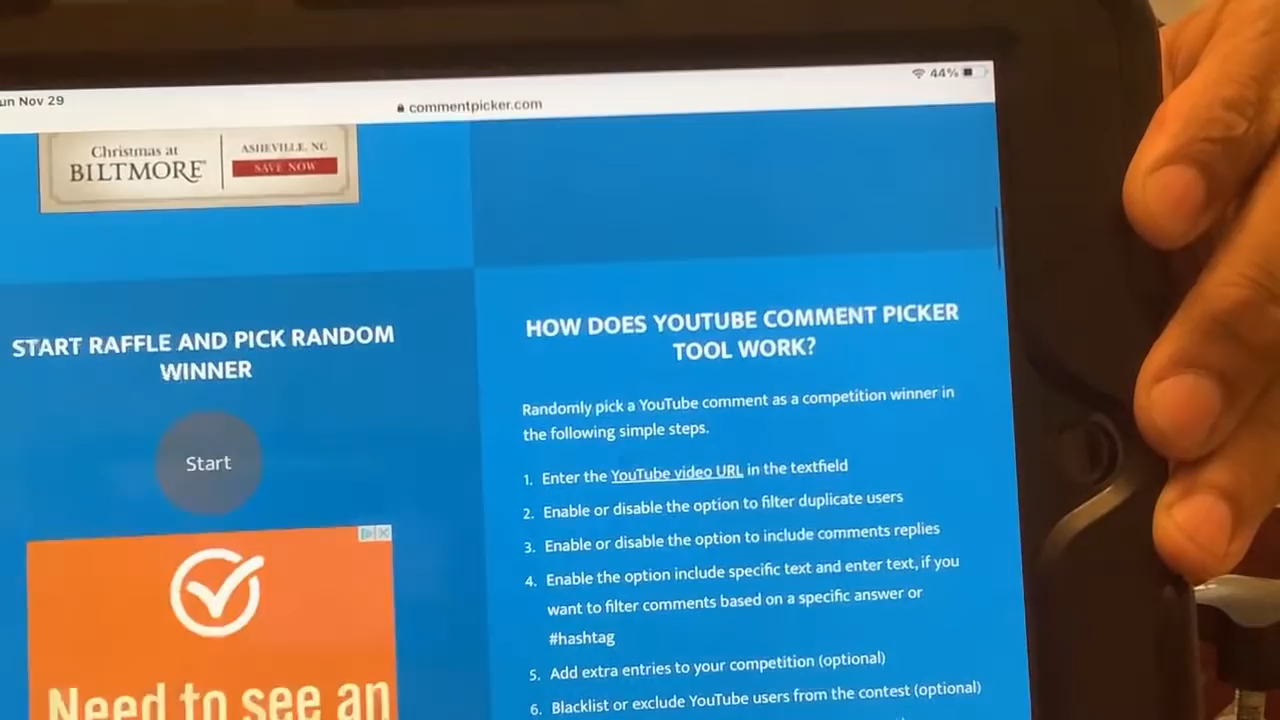 un Nov 29
44%
commentpicker.com
Christmas at
BILTMORE
ASHEVILLE, NC
SAVE NOW
START RAFFLE AND PICK RANDOM
WINNER
Start
Need to see an
HOW DOES YOUTUBE COMMENT PICKER
TOOL WORK?
Randomly pick a YouTube comment as a competition winner in
the following simple steps.
1. Enter the YouTube video URL in the textfield
2. Enable or disable the option to filter duplicate users
3. Enable or disable the option to include comments replies
4. Enable the option include specific text and enter text, if you
want to filter comments based on a specific answer or
#hashtag
5. Add extra entries to your competition (optional)
6. Blacklist or exclude YouTube users from the contest (optional)